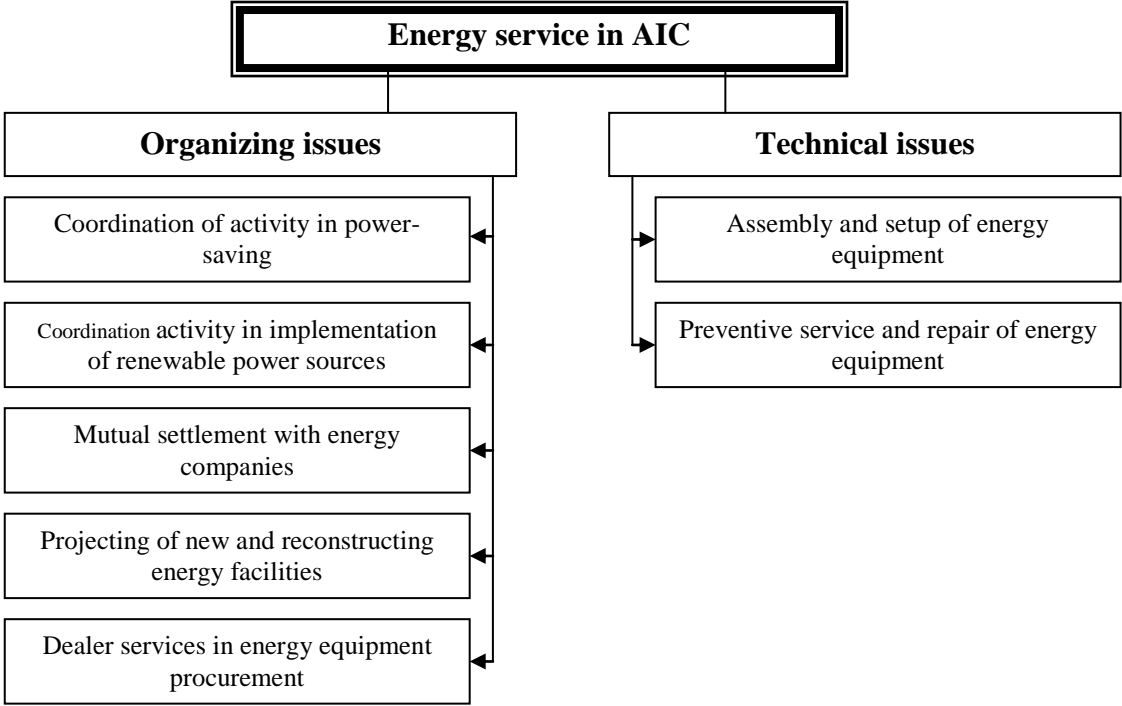 Energy service in AIC
Organizing issues
Technical issues
Coordination of activity in power-
saving
Coordination activity in implementation
of renewable power sources
Mutual settlement with energy
companies
Projecting of new and reconstructing
energy facilities
Dealer services in energy equipment
procurement
Assembly and setup of energy
equipment
Preventive service and repair of energy
equipment